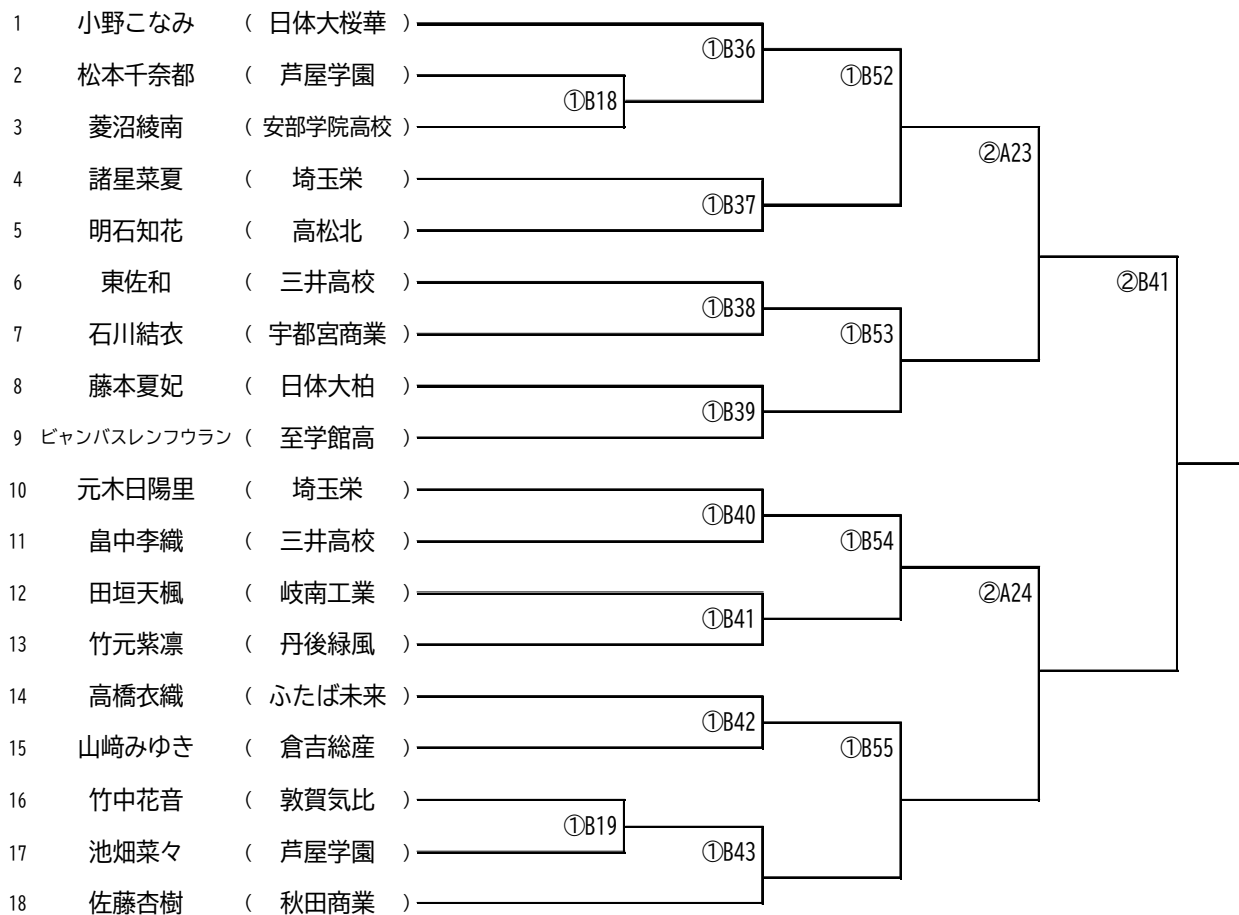 1 小野こなみ ( 日体大桜華 )
①B36
2 松本千奈都 ( 芦屋学園 ) ①B52
①B18
3 菱沼綾南 ( 安部学院高校 )
②A23
4 諸星菜夏 ( 埼玉栄 )
①B37
5 明石知花 ( 高松北 )
6 東佐和 ( 三井高校 ) ②B41
①B38
7 石川結衣 ( 宇都宮商業 ) ①B53
8 藤本夏妃 ( 日体大柏 )
①B39
9 ビャンバスレンフウラン ( 至学館高 )
10 元木日陽里 ( 埼玉栄 )
①B40
11 畠中李織 ( 三井高校 ) ①B54
12 田垣天楓 ( 岐南工業 ) ②A24
①B41
13 竹元紫凛 ( 丹後緑風 )
14 高橋衣織 ( ふたば未来 )
①B42
15 山﨑みゆき ( 倉吉総産 ) ①B55
16 竹中花音 ( 敦賀気比 )
①B19
17 池畑菜々 ( 芦屋学園 ) ①B43
18 佐藤杏樹 ( 秋田商業 )